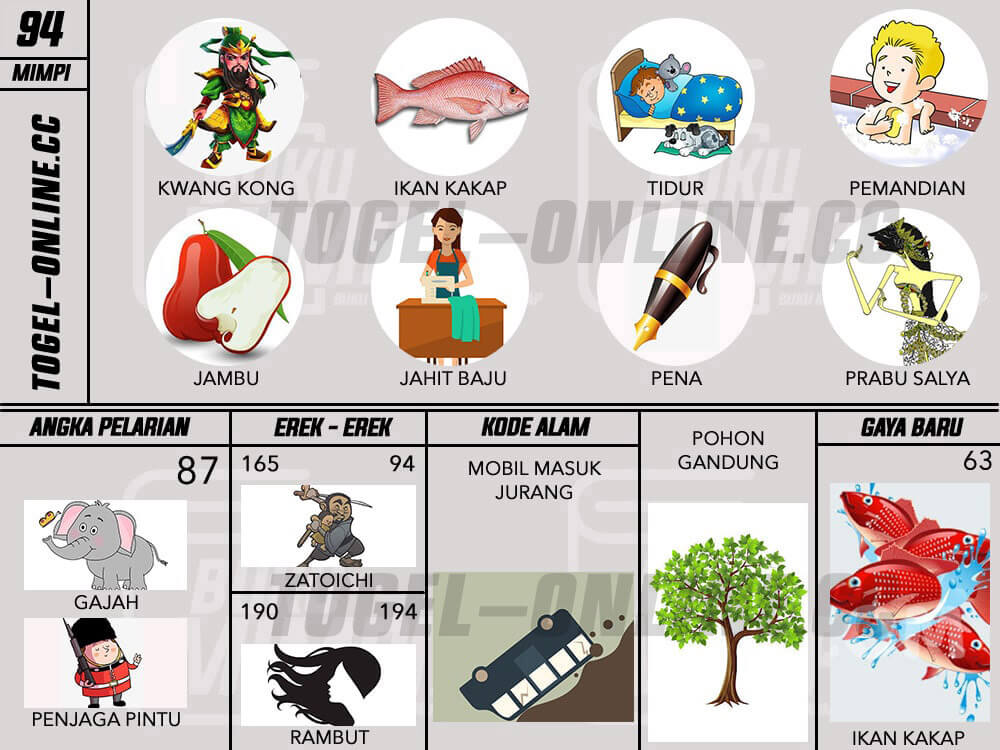 94
MIMPI
TOGEL-ONLINE.CC
KWANG KONG
IKAN KAKAP
TIDUR
PEMANDIAN
TOGEL-ONLINE.CC
JAMBU
JAHIT BAJU
PENA
PRABU SALYA
ANGKA PELARIAN
EREK - EREK
KODE ALAM
GAYA BARU
87
GAJAH
PENJAGA PINTU
165 94
ZATOICHI
190 194
RAMBUT
MOBIL MASUK
JURANG
POHON
GANDUNG
63
IKAN KAKAP
TOGEL-ONLINE.CC